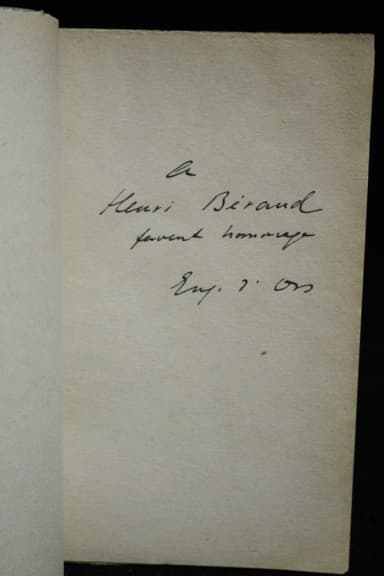 a
Henri Béraud
fervent hommage
Eug. d'Ors